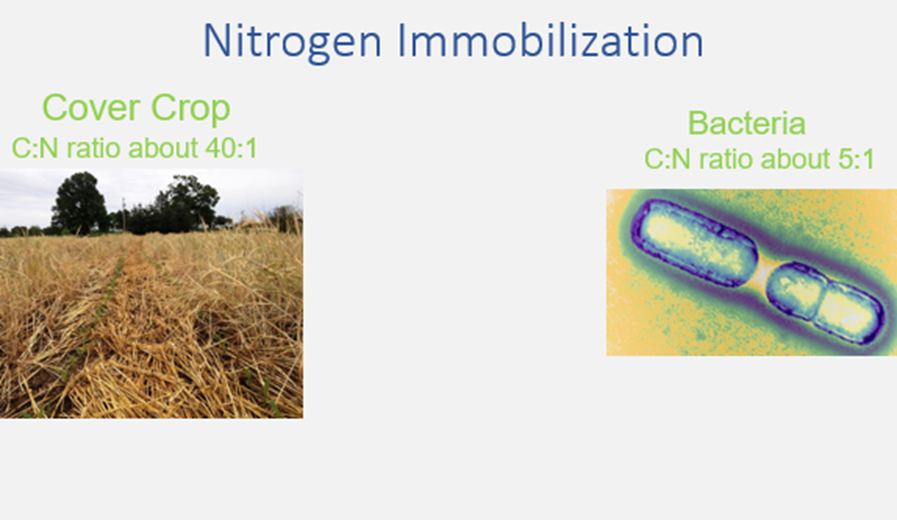 Nitrogen Immobilization
Cover Crop
C:N ratio about 40:1
Bacteria
C:N ratio about 5:1